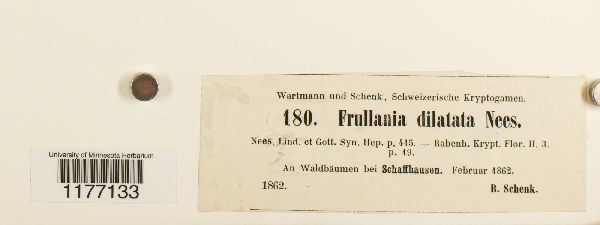 Wartmann und Schenk, Schweizerische Kryptogamen.
180. Frullania dilatata Nees.
Nees, Lind. et Gott. Syn. Hep. p. 415. — Rabenh. Krypt. Flor. II. 3.
p. 19.
An Waldbäumen bei Schaffhausen. Februar 1862.
1862. B. Schenk.
University of Minnesota Herbarium
1177133